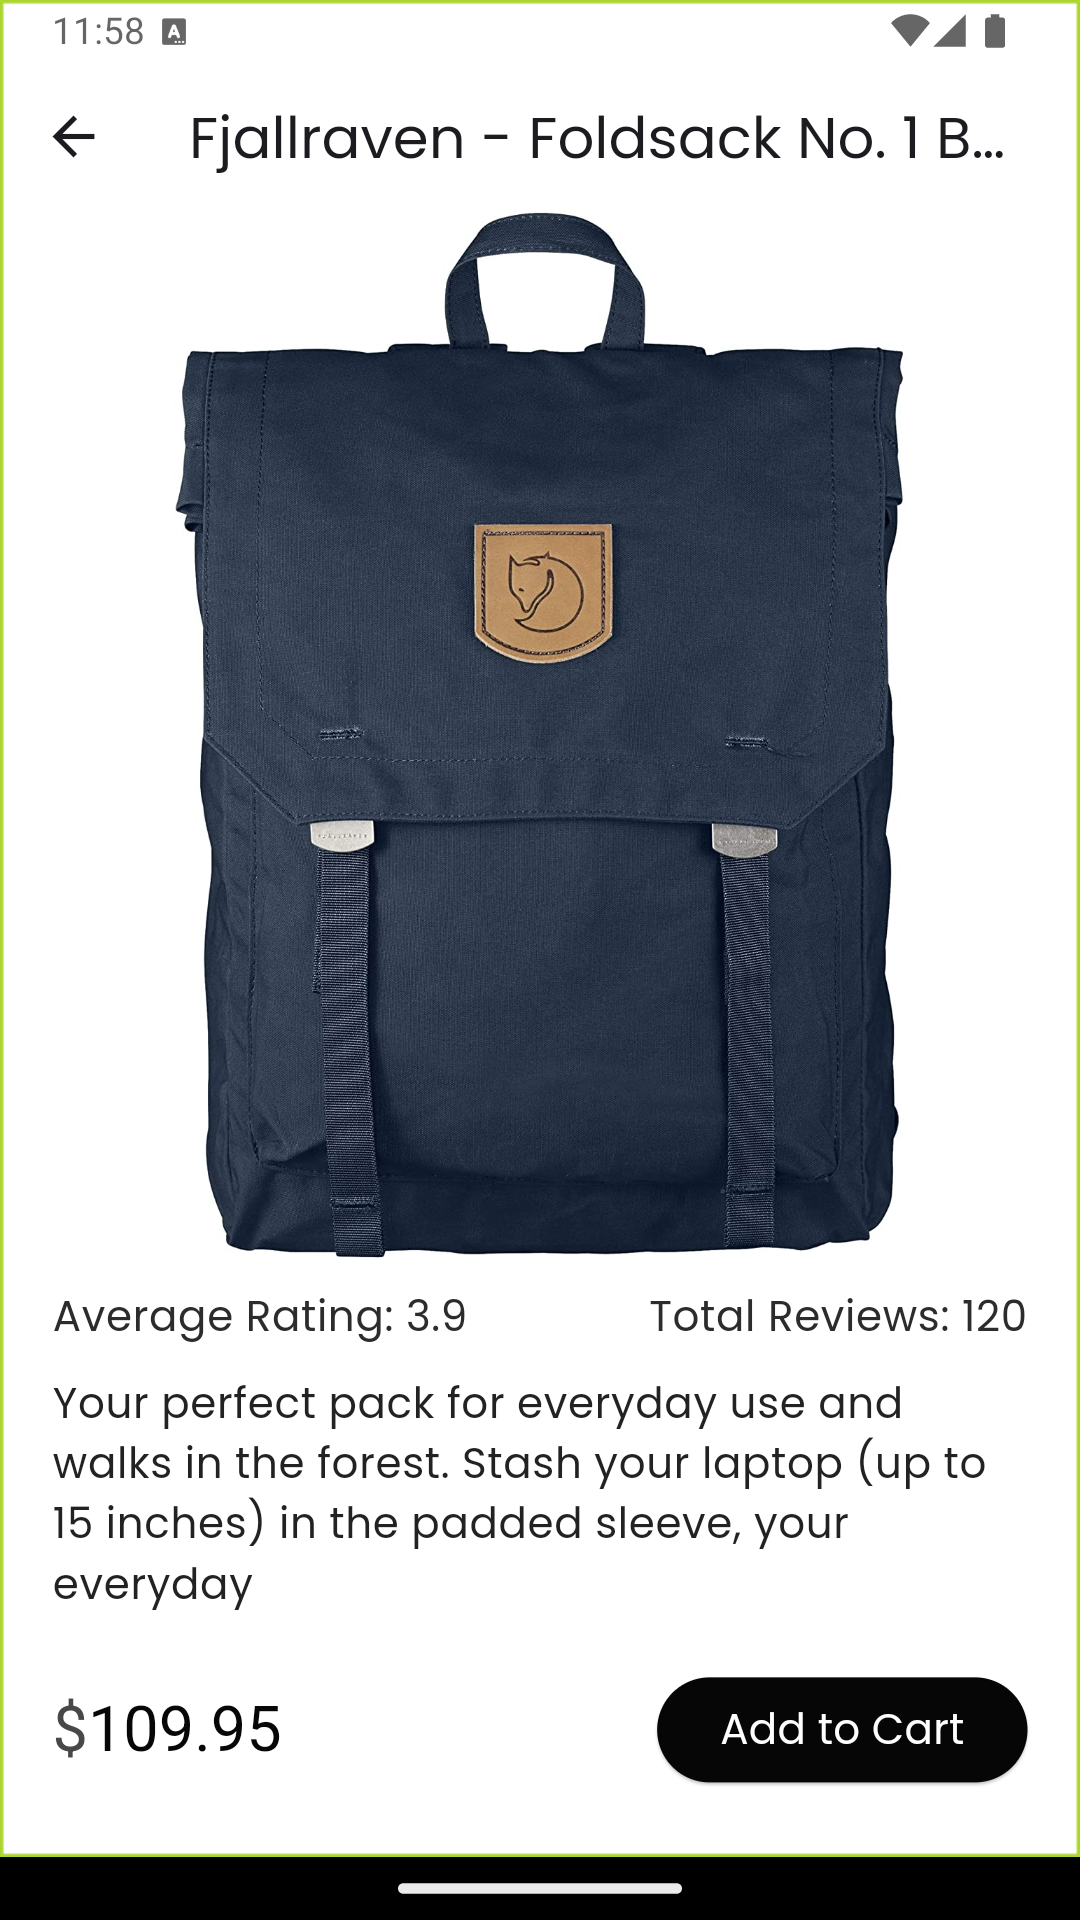 11:58
Fjallraven - Foldsack No. 1 B...
Average Rating: 3.9
Total Reviews: 120
Your perfect pack for everyday use and
walks in the forest. Stash your laptop (up to
15 inches) in the padded sleeve, your
everyday
$109.95
Add to Cart